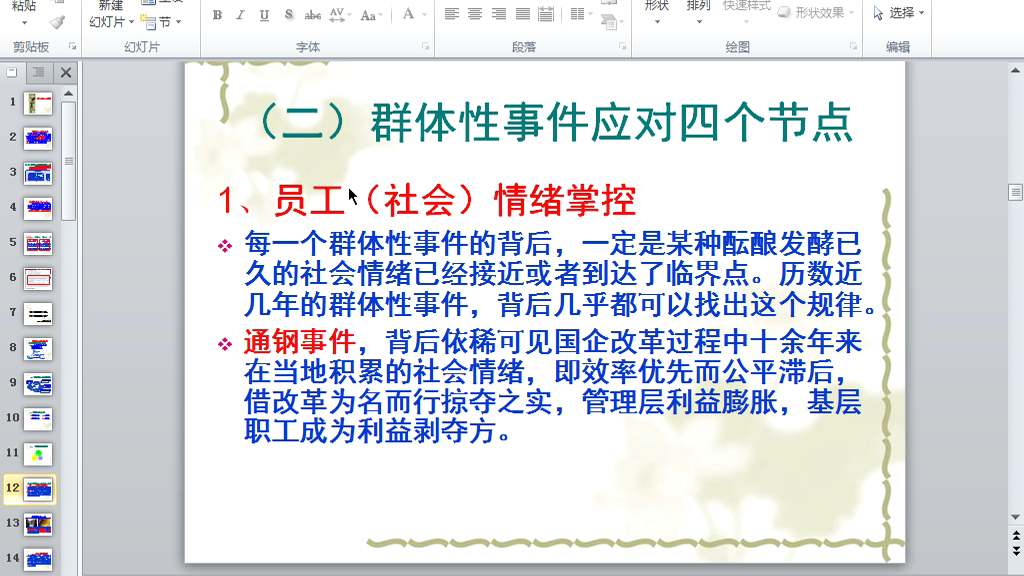 粘贴
新建
幻灯片
节
B I U S abc AV Aa A
形状 排列 快速样式
形状效果
选择
剪贴板 幻灯片 字体 段落 绘图 编辑
（二）群体性事件应对四个节点
1、员工（社会）情绪掌控
每一个群体性事件的背后，一定是某种酝酿发酵已
久的社会情绪已经接近或者到达了临界点。历数近
几年的群体性事件，背后几乎都可以找出这个规律。
通钢事件，背后依稀可见国企改革过程中十余年来
在当地积累的社会情绪，即效率优先而公平滞后，
借改革为名而行掠夺之实，管理层利益膨胀，基层
职工成为利益剥夺方。
1
2
3
4
5
6
7
8
9
10
11
12
13
14